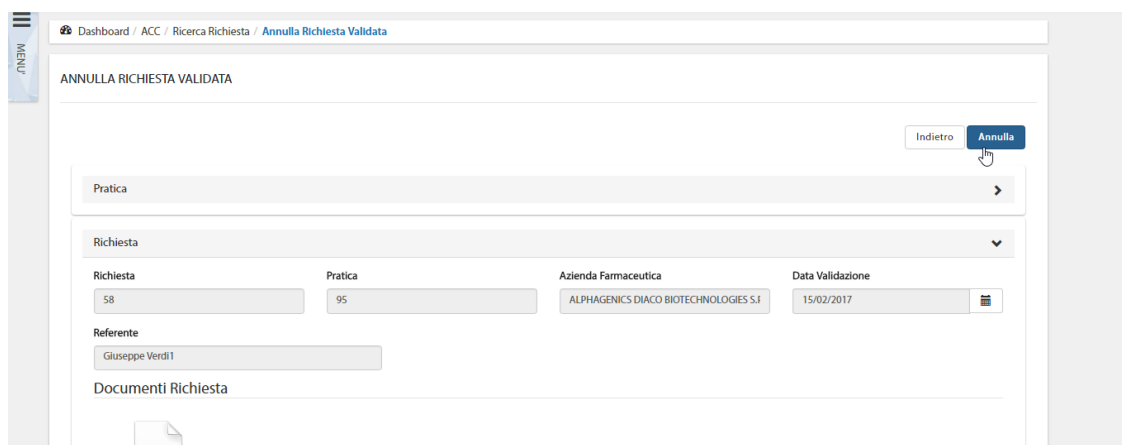 MENU'
Dashboard / ACC / Ricerca Richiesta / Annulla Richiesta Validata
ANNULLA RICHIESTA VALIDATA
Indietro Annulla
Pratica
Richiesta
Richiesta Pratica Azienda Farmaceutica Data Validazione
58 95 ALPHAGENICS DIACO BIOTECHNOLOGIES S.r 15/02/2017
Referente
Giuseppe Verdi1
Documenti Richiesta